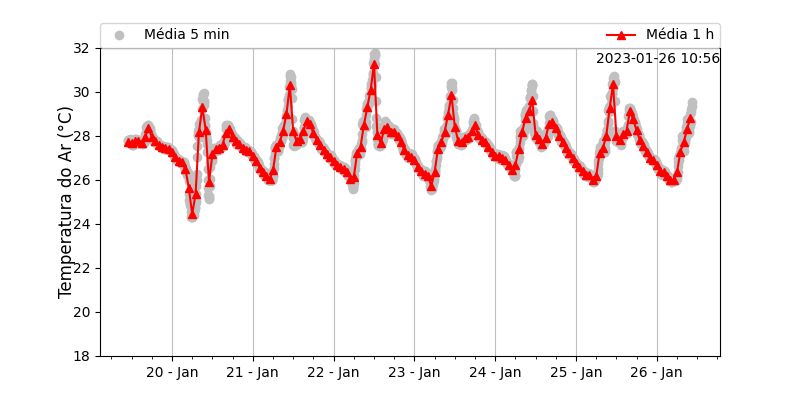 Média 5 min
Média 1 h
2023-01-26 10:56
Temperatura do Ar (°C)
32
30
28
26
24
22
20
18
20 - Jan
21 - Jan
22 - Jan
23 - Jan
24 - Jan
25 - Jan
26 - Jan